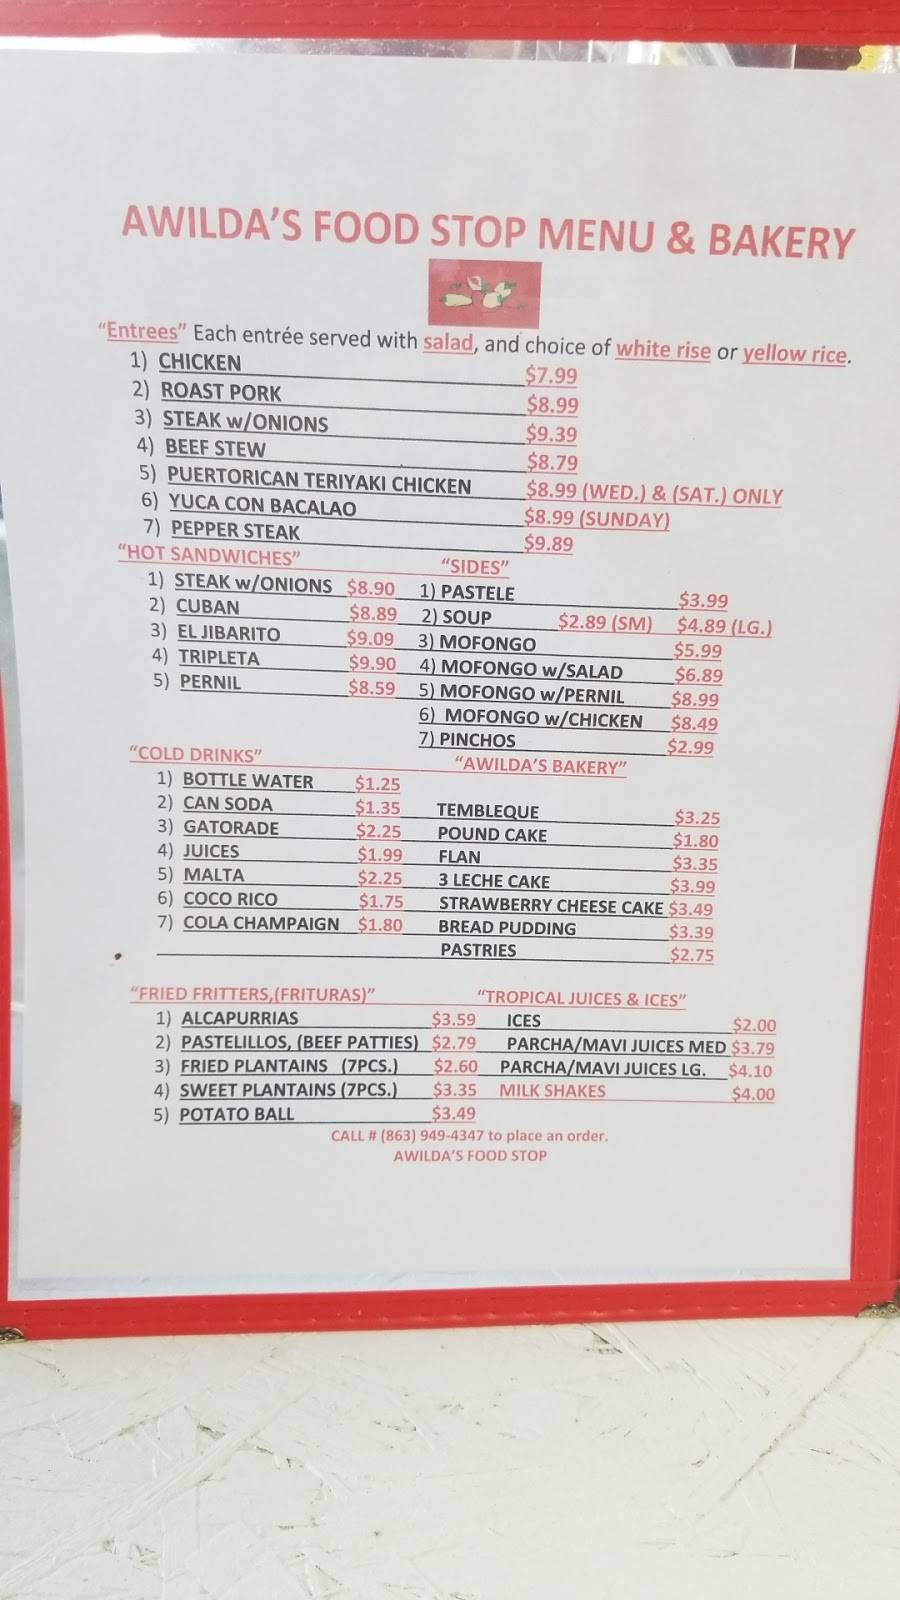 AWILDA'S FOOD STOP MENU & BAKERY
"Entrees" Each entrée served with salad, and choice of white rise or yellow rice.
1) CHICKEN $7.99
2) ROAST PORK $8.99
3) STEAK w/ONIONS $9.39
4) BEEF STEW $8.79
5) PUERTORICAN TERIYAKI CHICKEN $8.99 (WED.) & (SAT.) ONLY
6) YUCA CON BACALAO $8.99 (SUNDAY)
7) PEPPER STEAK $9.89
"HOT SANDWICHES"
1) STEAK w/ONIONS $8.90
2) CUBAN $8.89
3) EL JIBARITO $9.09
4) TRIPLETA $9.90
5) PERNIL $8.59
"SIDES"
1) PASTELE $3.99
2) SOUP $2.89 (SM) $4.89 (LG.)
3) MOFONGO $5.99
4) MOFONGO w/SALAD $6.89
5) MOFONGO w/PERNIL $8.99
6) MOFONGO w/CHICKEN $8.49
7) PINCHOS $2.99
"COLD DRINKS"
1) BOTTLE WATER $1.25
2) CAN SODA $1.35
3) GATORADE $2.25
4) JUICES $1.99
5) MALTA $2.25
6) COCO RICO $1.75
7) COLA CHAMPAIGN $1.80
"AWILDA'S BAKERY"
TEMBLEQUE $3.25
POUND CAKE $1.80
FLAN $3.35
3 LECHE CAKE $3.99
STRAWBERRY CHEESE CAKE $3.49
BREAD PUDDING $3.39
PASTRIES $2.75
"FRIED FRITTERS,(FRITURAS)"
1) ALCAPURRIAS $3.59
2) PASTELILLOS, (BEEF PATTIES) $2.79
3) FRIED PLANTAINS (7PCS.) $2.60
4) SWEET PLANTAINS (7PCS.) $3.35
5) POTATO BALL $3.49
"TROPICAL JUICES & ICES"
ICES $2.00
PARCHA/MAVI JUICES MED $3.79
PARCHA/MAVI JUICES LG. $4.10
MILK SHAKES $4.00
CALL # (863) 949-4347 to place an order.
AWILDA'S FOOD STOP